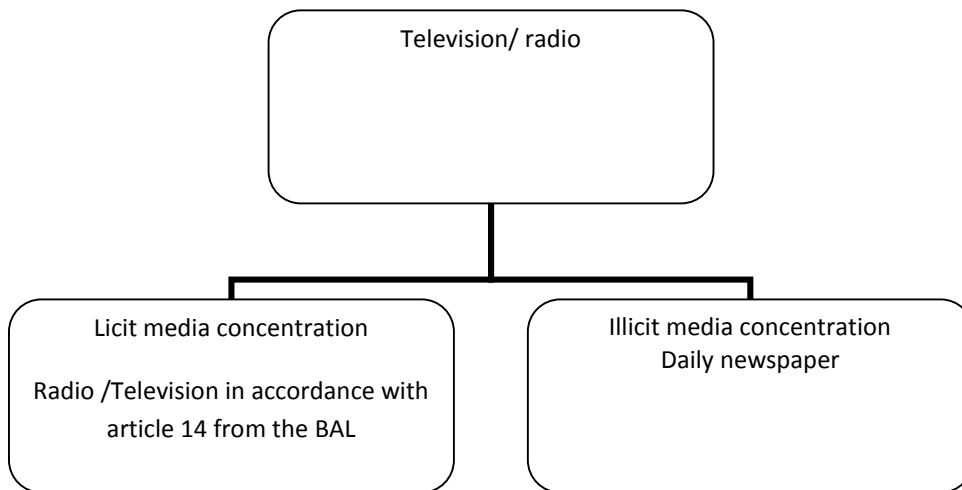 Television/ radio
Licit media concentration
Radio /Television in accordance with
article 14 from the BAL
Illicit media concentration
Daily newspaper